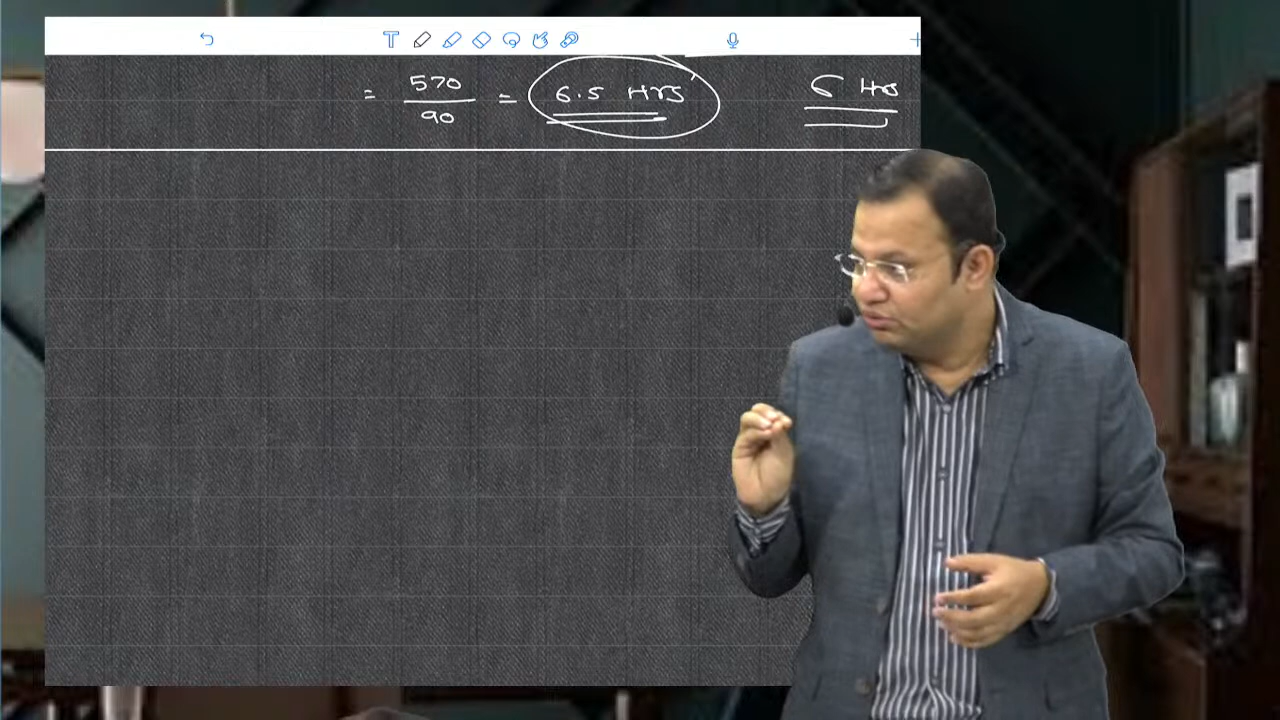 = 570/90 = 6.5 Hrs 6 Hrs